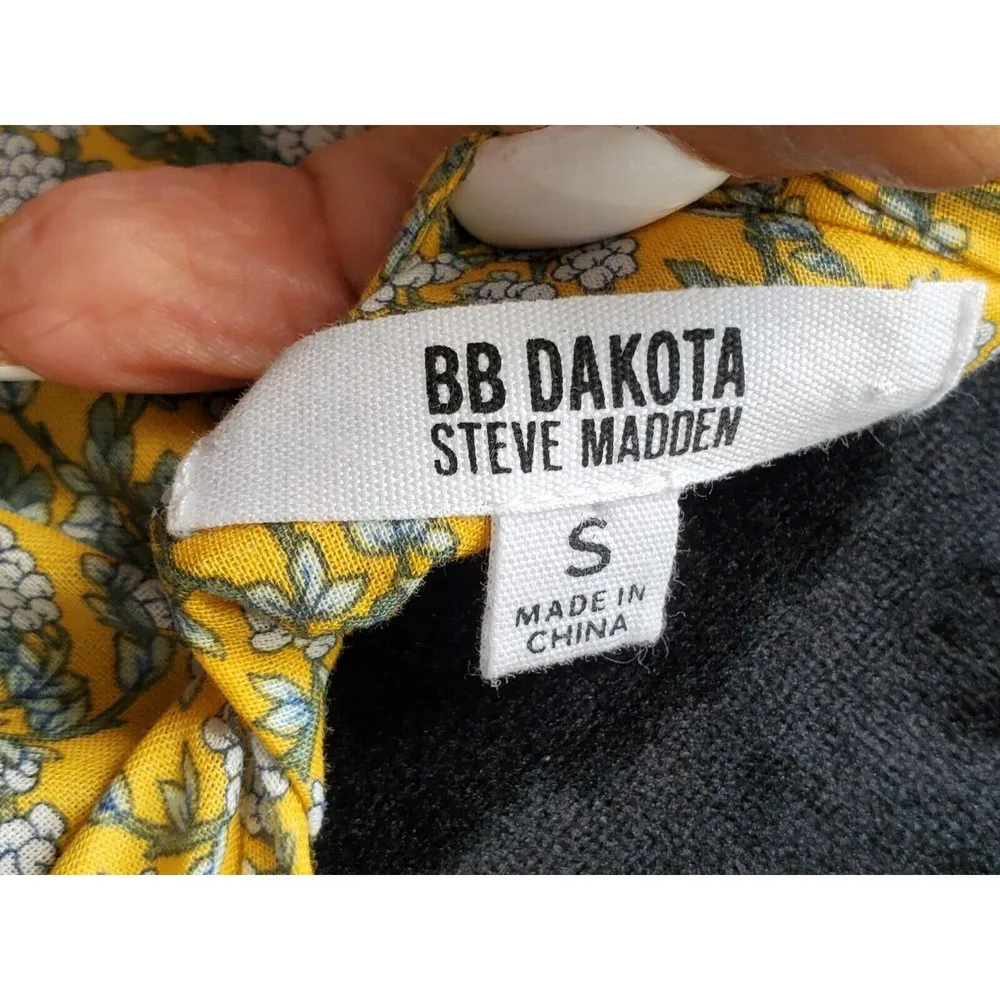 BB DAKOTA
STEVE MADDEN
S
MADE IN
CHINA